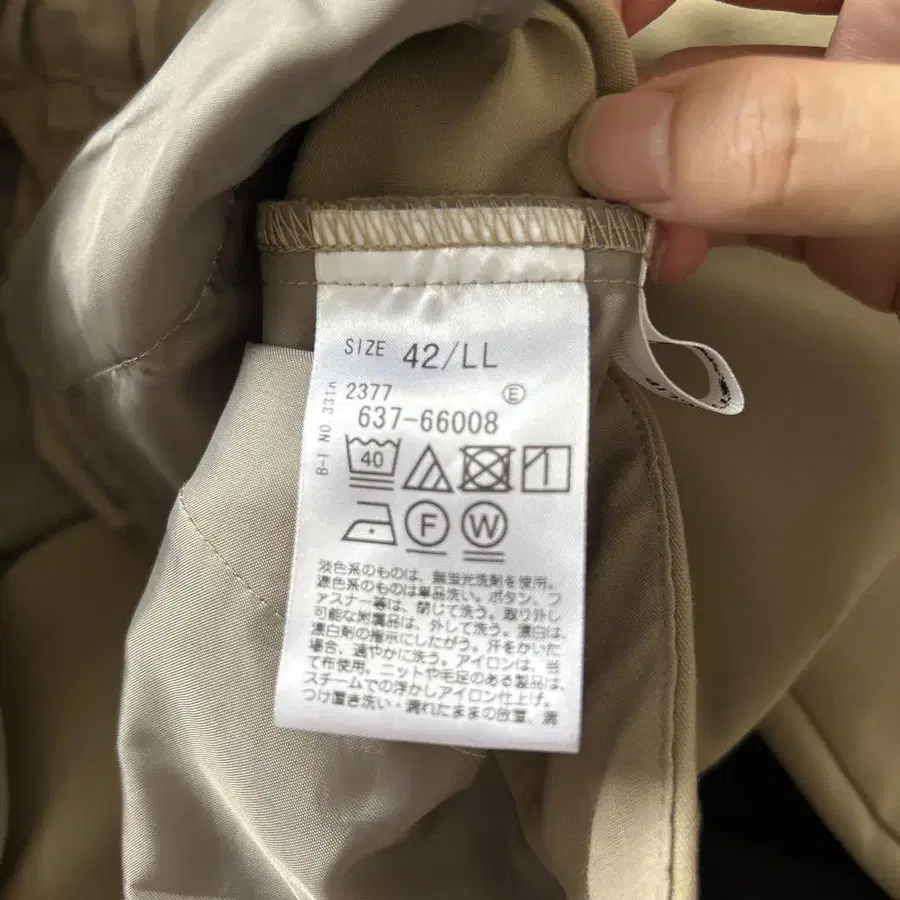 SIZE 42/LL
2377 Ⓔ
637-66008
B-I NO.331
40
F W
淡色系のものは、無蛍光洗剤を使用。
濃色系のものは単品洗い。ボタン、フ
ァスナー等は、閉じて洗う。取り外し
可能な附属品は、外して洗う。漂白は、
漂白剤の指示にしたがう。汗をかいた
場合、速やかに洗う。アイロンは、当
て布使用。ニットや毛足のある製品は、
スチームでの浮かしアイロン仕上げ。
つけ置き洗い・濡れたままの放置、濡